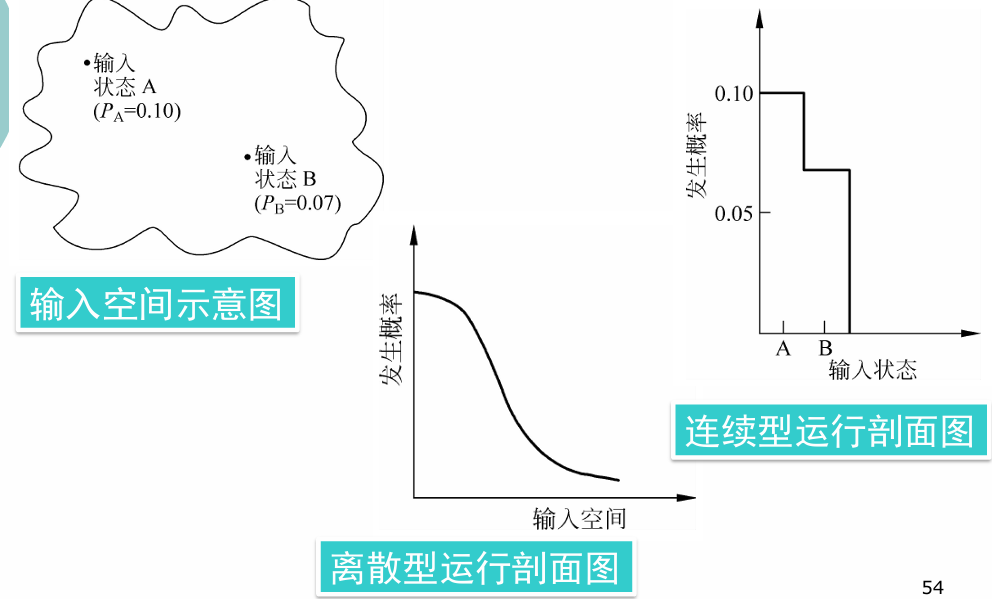 •输入
状态 A
(PA=0.10)
•输入
状态 B
(PB=0.07)
输入空间示意图
发生概率
输入空间
离散型运行剖面图
0.10
发生概率
0.05
A
B
输入状态
连续型运行剖面图
54